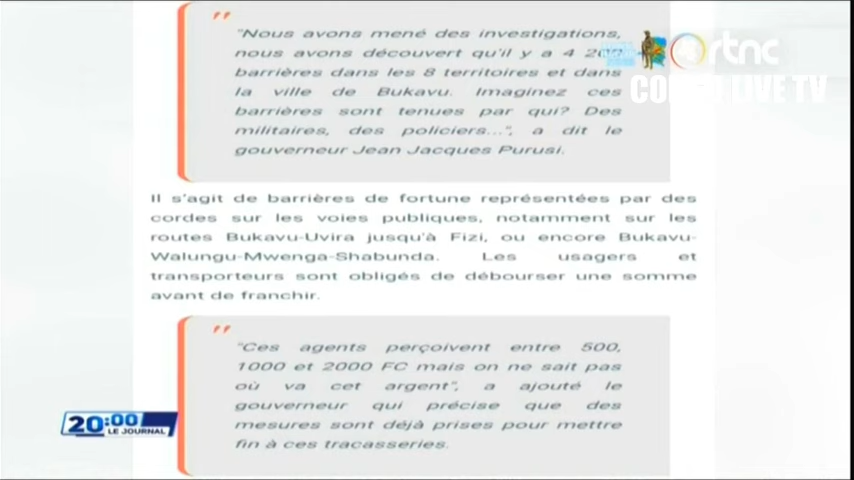 "Nous avons mené des investigations,
nous avons découvert qu'il y a 4 200
barrières dans les 8 territoires et dans
la ville de Bukavu. Imaginez ces
barrières sont tenues par qui? Des
militaires, des policiers...", a dit le
gouverneur Jean Jacques Purusi.
rtnc
CONGO LIVE TV
Il s'agit de barrières de fortune représentées par des
cordes sur les voies publiques, notamment sur les
routes Bukavu-Uvira jusqu'à Fizi, ou encore Bukavu-
Walungu-Mwenga-Shabunda. Les usagers et
transporteurs sont obligés de débourser une somme
avant de franchir.
"Ces agents perçoivent entre 500,
1000 et 2000 FC mais on ne sait pas
où va cet argent", a ajouté le
gouverneur qui précise que des
mesures sont déjà prises pour mettre
fin à ces tracasseries.
20:00
LE JOURNAL